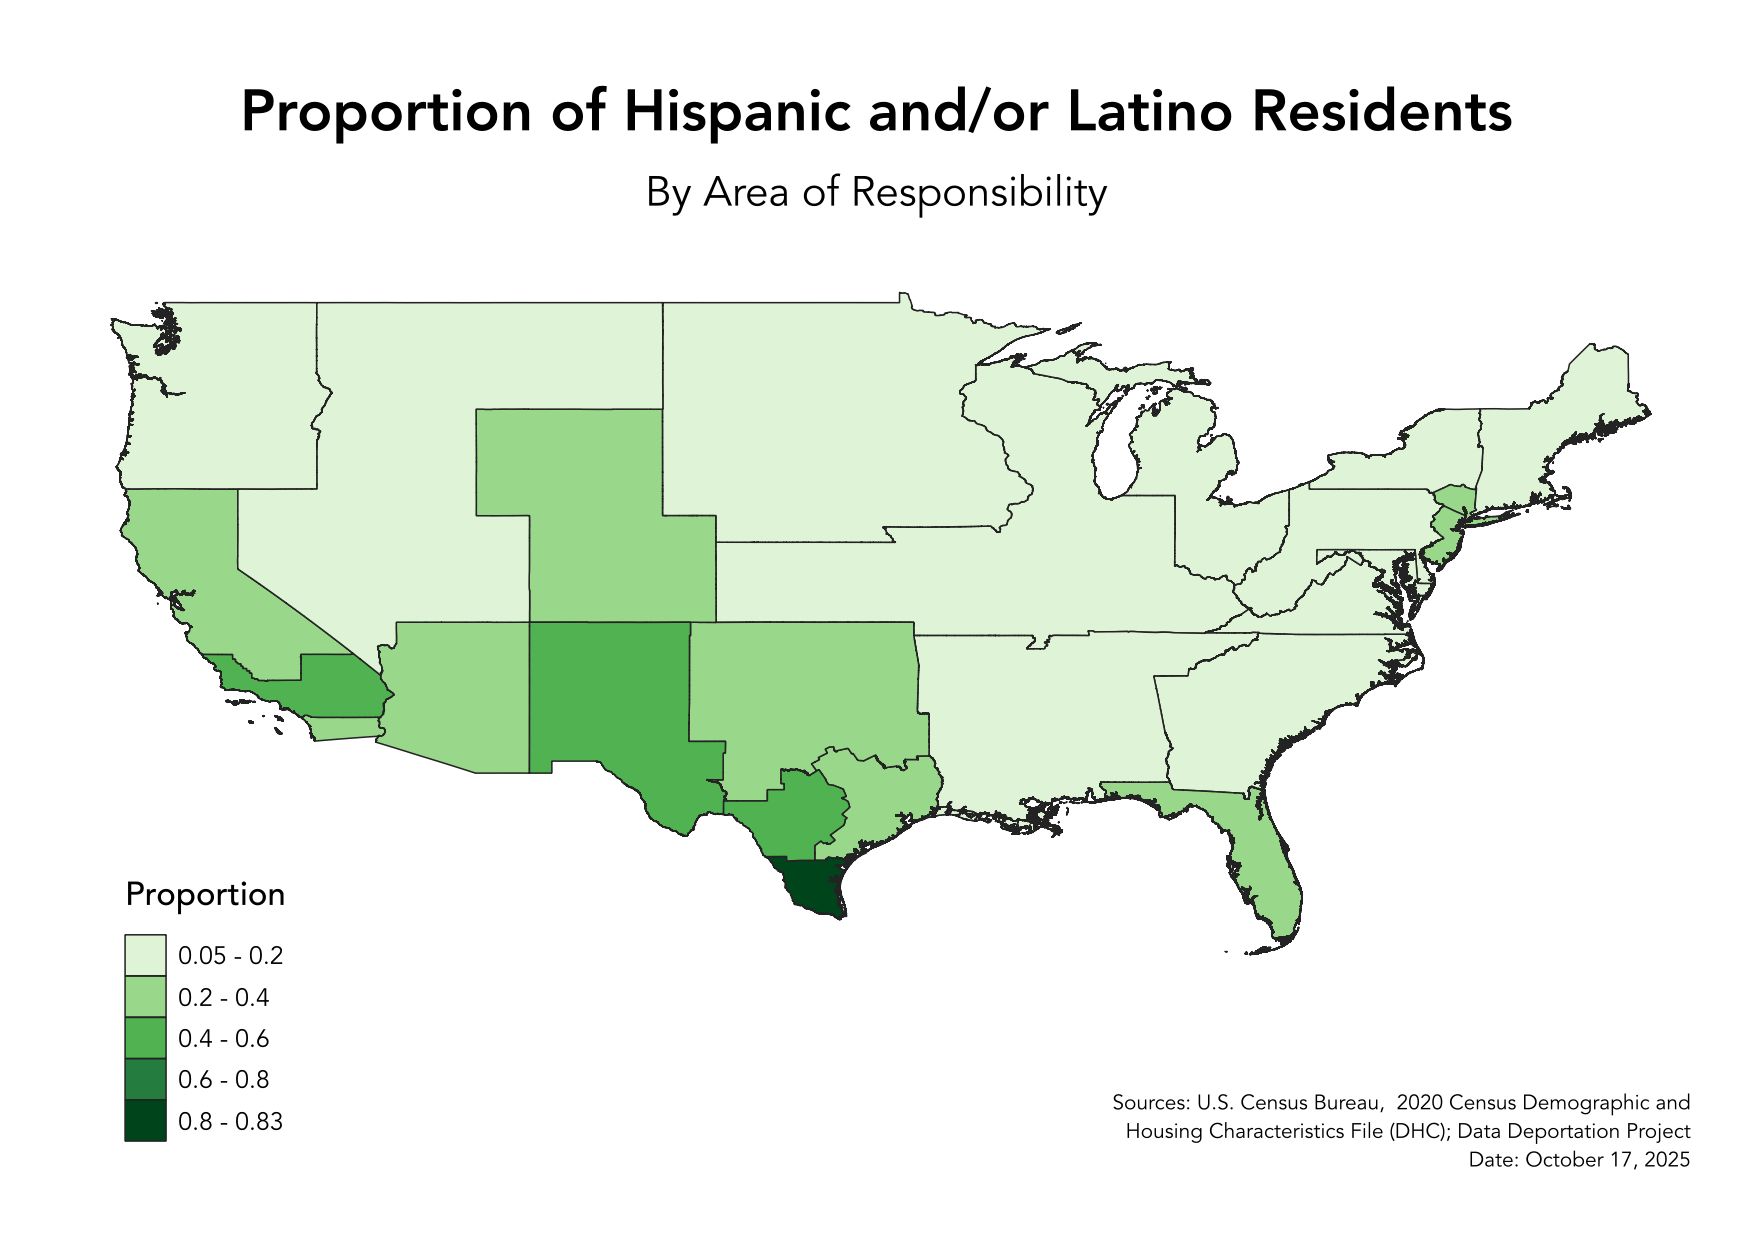 Proportion of Hispanic and/or Latino Residents
By Area of Responsibility
Proportion
0.05 - 0.2
0.2 - 0.4
0.4 - 0.6
0.6 - 0.8
0.8 - 0.83
Sources: U.S. Census Bureau,  2020 Census Demographic and
Housing Characteristics File (DHC); Data Deportation Project
Date: October 17, 2025